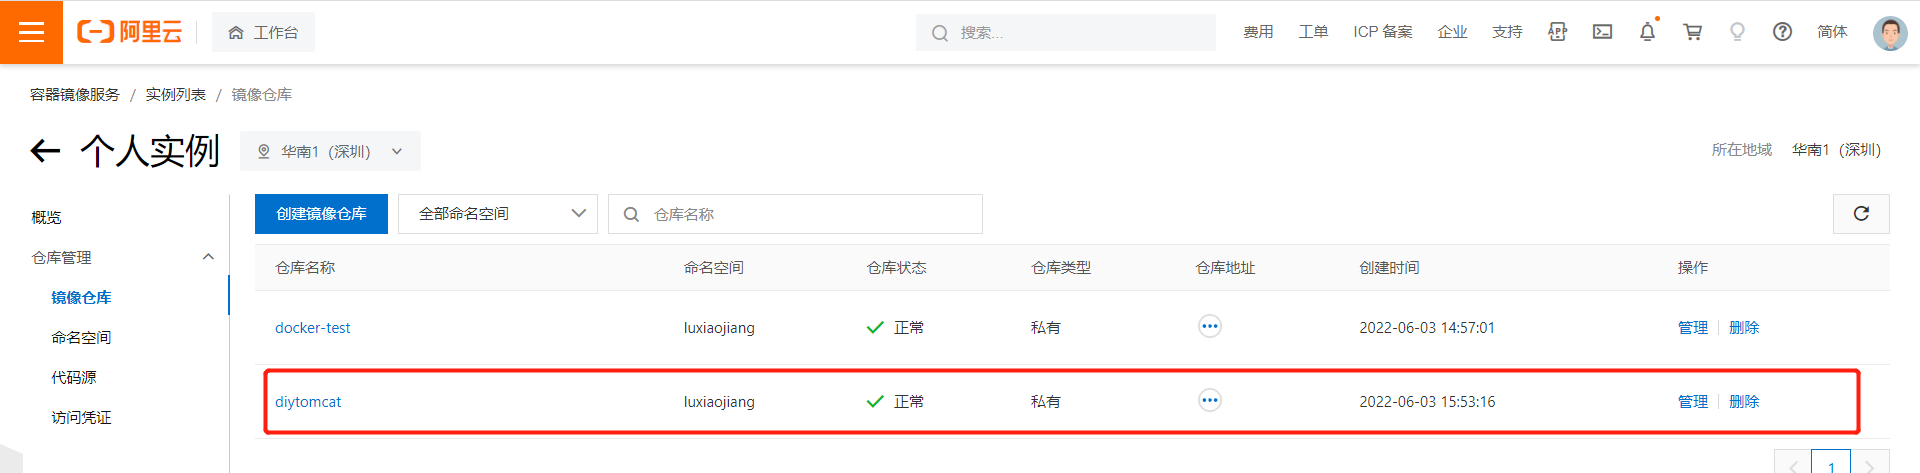 阿里云 工作台 搜索... 费用 工单 ICP 备案 企业 支持 APP 简体
容器镜像服务 / 实例列表 / 镜像仓库
个人实例 华南1（深圳） 所在地域 华南1（深圳）
概览
仓库管理
镜像仓库
命名空间
代码源
访问凭证
创建镜像仓库 全部命名空间 仓库名称
仓库名称 命名空间 仓库状态 仓库类型 仓库地址 创建时间 操作
docker-test luxiaojiang 正常 私有 2022-06-03 14:57:01 管理 删除
diytomcat luxiaojiang 正常 私有 2022-06-03 15:53:16 管理 删除
1